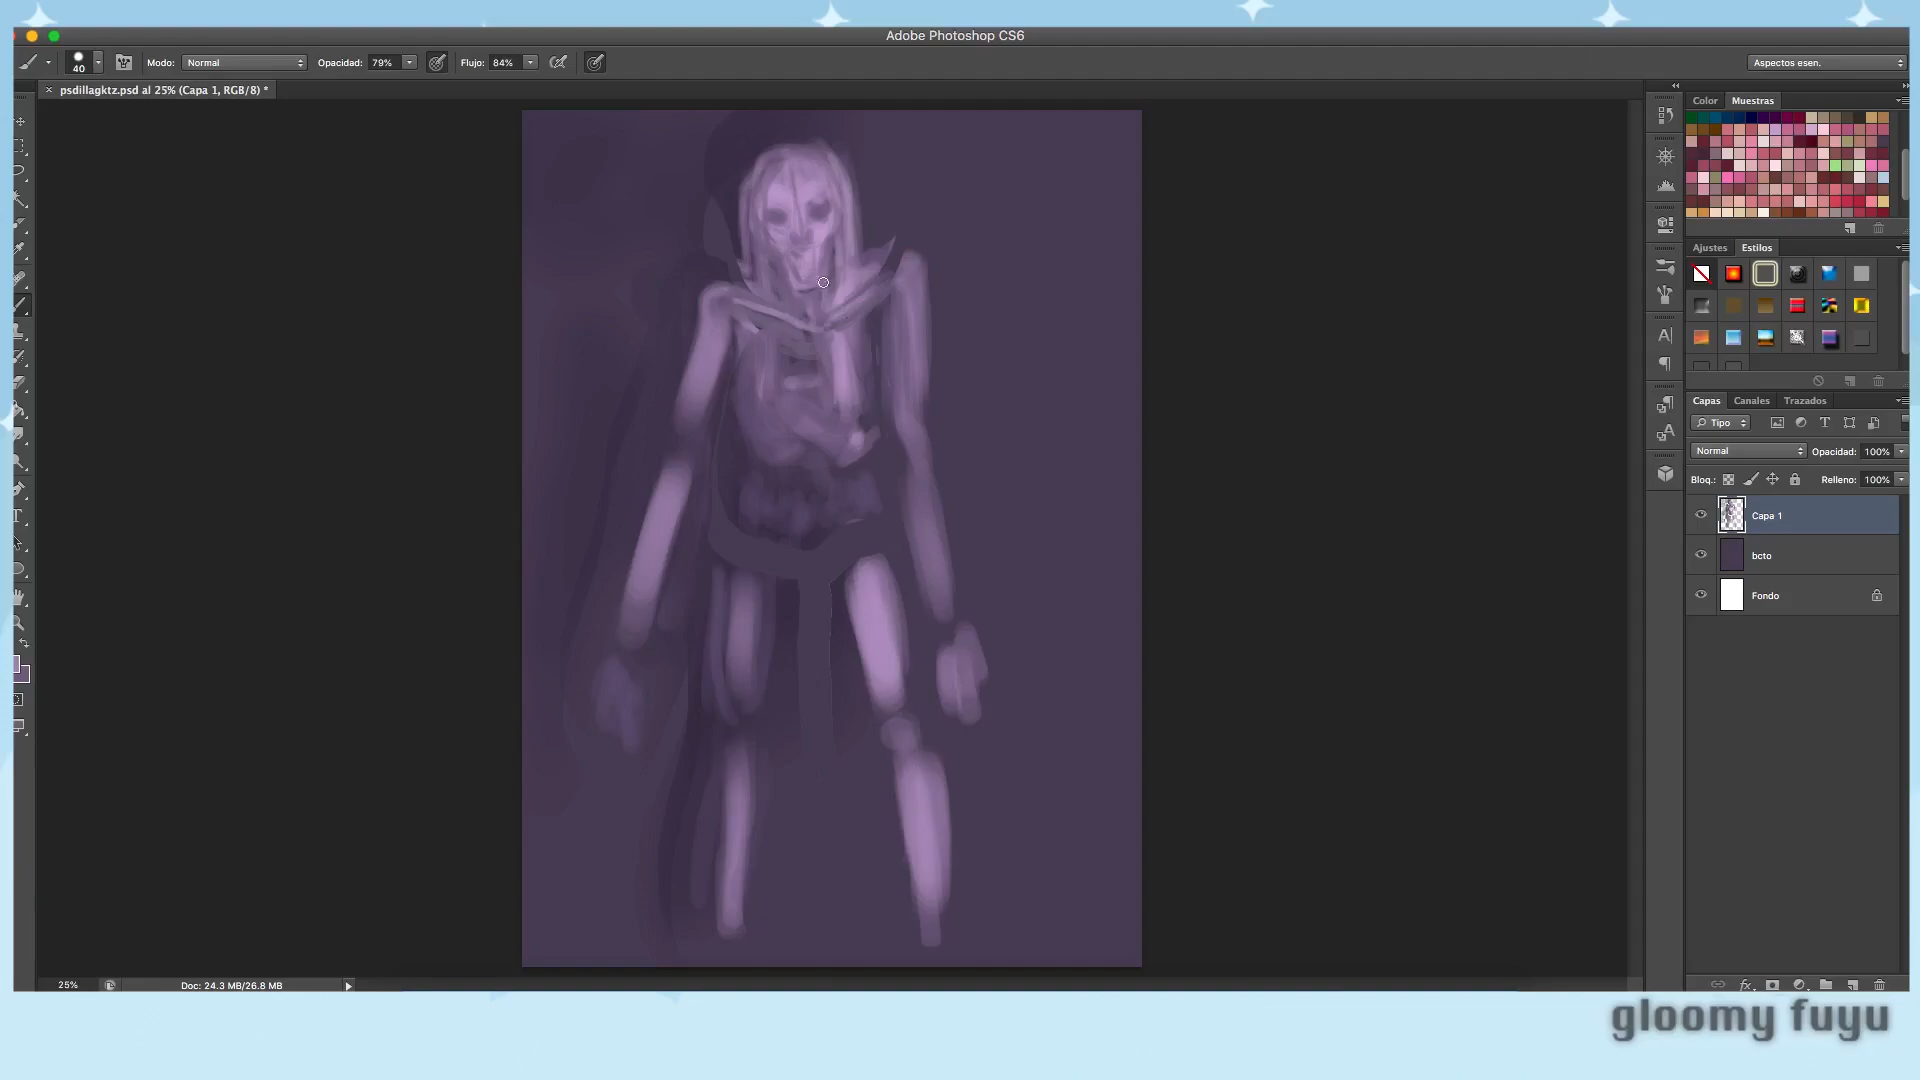 Adobe Photoshop CS6
40
Modo: Normal Opacidad: 79% Flujo: 84% Aspectos esen.
psdillagktz.psd al 25% (Capa 1, RGB/8) *
Color Muestras
Ajustes Estilos
Capas Canales Trazados
Tipo
Normal Opacidad: 100%
Bloq.: Relleno: 100%
Capa 1
bcto
Fondo
25% Doc: 24.3 MB/26.8 MB
gloomy fuyu